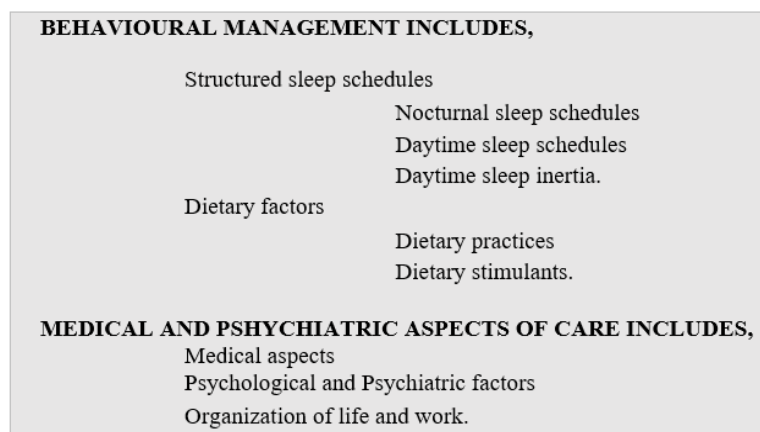 BEHAVIOURAL MANAGEMENT INCLUDES,
Structured sleep schedules
Nocturnal sleep schedules
Daytime sleep schedules
Daytime sleep inertia.
Dietary factors
Dietary practices
Dietary stimulants.
MEDICAL AND PSHYCHIATRIC ASPECTS OF CARE INCLUDES,
Medical aspects
Psychological and Psychiatric factors
Organization of life and work.